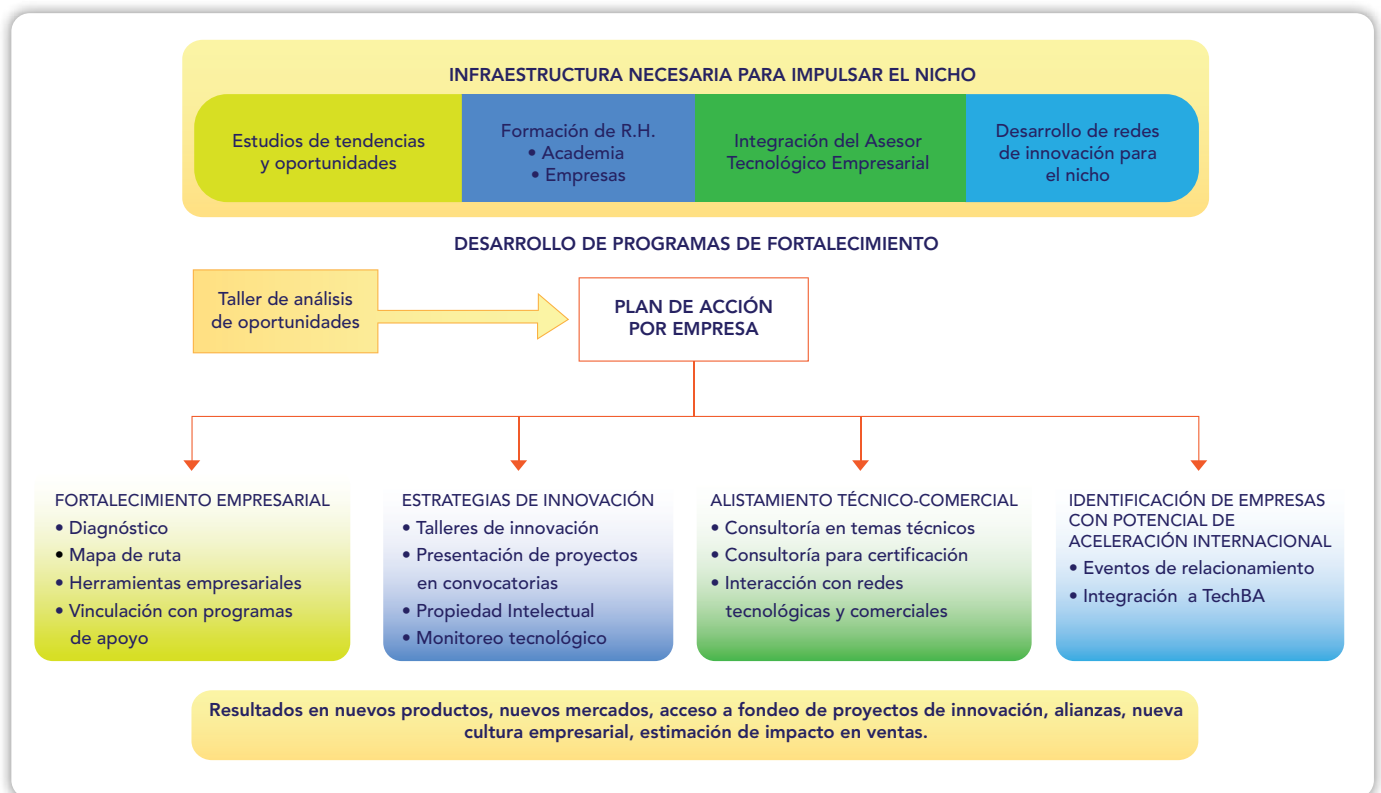 INFRAESTRUCTURA NECESARIA PARA IMPULSAR EL NICHO
Estudios de tendencias
y oportunidades
Formación de R.H.
• Academia
• Empresas
Integración del Asesor
Tecnológico Empresarial
Desarrollo de redes
de innovación para
el nicho
DESARROLLO DE PROGRAMAS DE FORTALECIMIENTO
Taller de análisis
de oportunidades
PLAN DE ACCIÓN
POR EMPRESA
FORTALECIMIENTO EMPRESARIAL
• Diagnóstico
• Mapa de ruta
• Herramientas empresariales
• Vinculación con programas
de apoyo
ESTRATEGIAS DE INNOVACIÓN
• Talleres de innovación
• Presentación de proyectos
en convocatorias
• Propiedad Intelectual
• Monitoreo tecnológico
ALISTAMIENTO TÉCNICO-COMERCIAL
• Consultoría en temas técnicos
• Consultoría para certificación
• Interacción con redes
tecnológicas y comerciales
IDENTIFICACIÓN DE EMPRESAS
CON POTENCIAL DE
ACELERACIÓN INTERNACIONAL
• Eventos de relacionamiento
• Integración a TechBA
Resultados en nuevos productos, nuevos mercados, acceso a fondeo de proyectos de innovación, alianzas, nueva
cultura empresarial, estimación de impacto en ventas.